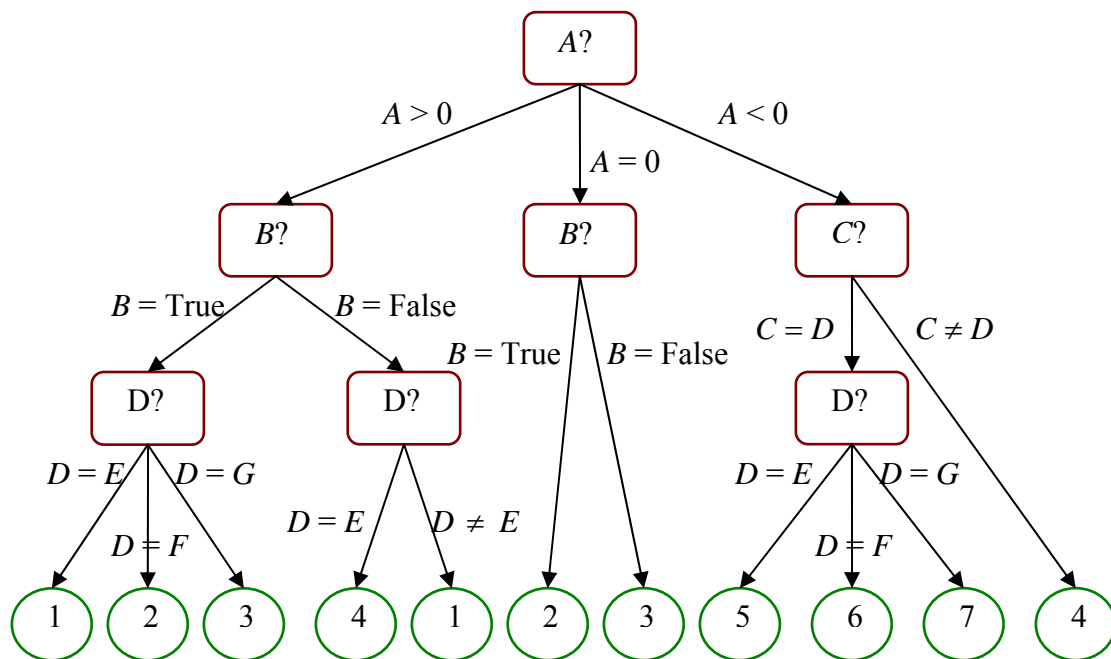 A?
A > 0
A < 0
A = 0
B?
B?
C?
B = True
B = False
C = D
C ≠ D
B = True
B = False
D?
D?
D?
D = E
D = G
D = E
D = G
D = E
D ≠ E
D = F
D = F
1
2
3
4
1
2
3
5
6
7
4